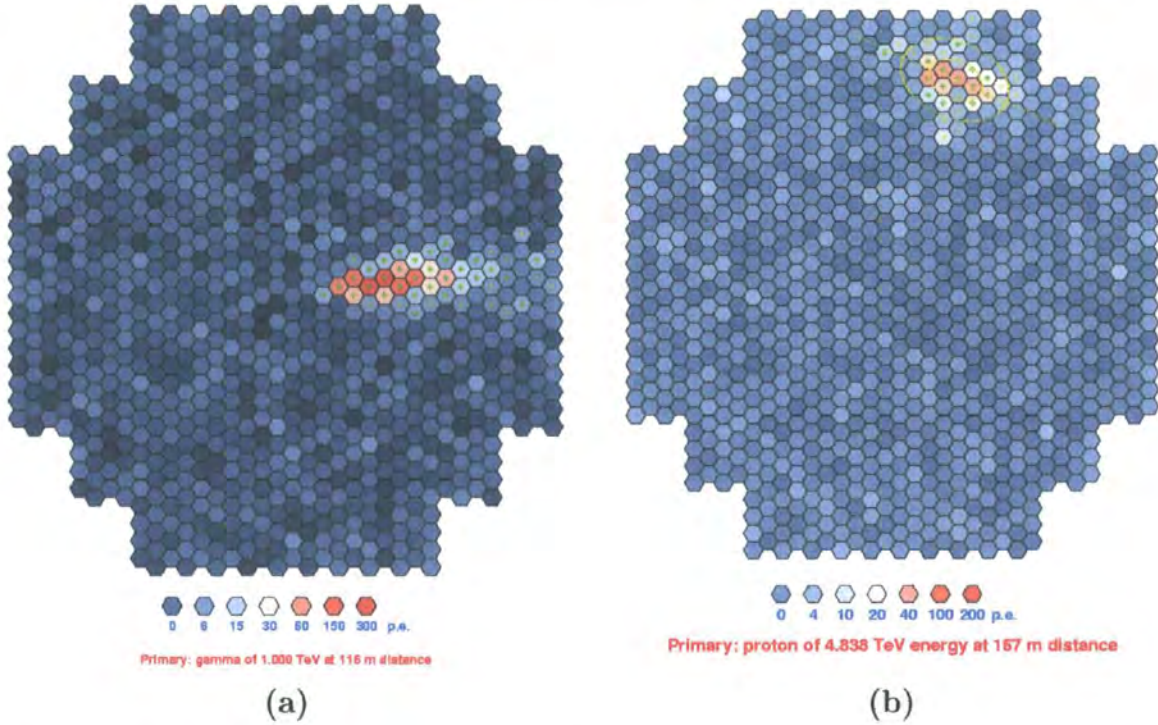 0 6 15 30 60 150 300 p.e.
Primary: gamma of 1.000 TeV at 116 m distance
(a)
0 4 10 20 40 100 200 p.e.
Primary: proton of 4.838 TeV energy at 157 m distance
(b)